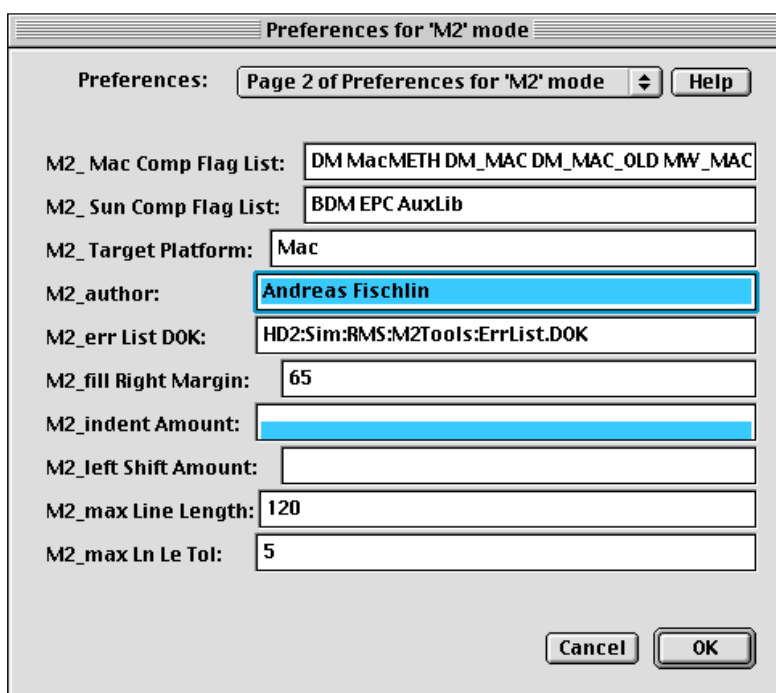 Preferences for 'M2' mode
Preferences: Page 2 of Preferences for 'M2' mode Help
M2_ Mac Comp Flag List: DM MacMETH DM_MAC DM_MAC_OLD MW_MAC
M2_ Sun Comp Flag List: BDM EPC AuxLib
M2_ Target Platform: Mac
M2_author: Andreas Fischlin
M2_err List DOK: HD2:Sim:RMS:M2Tools:ErrList.DOK
M2_fill Right Margin: 65
M2_indent Amount:
M2_left Shift Amount:
M2_max Line Length: 120
M2_max Ln Le Tol: 5
Cancel OK